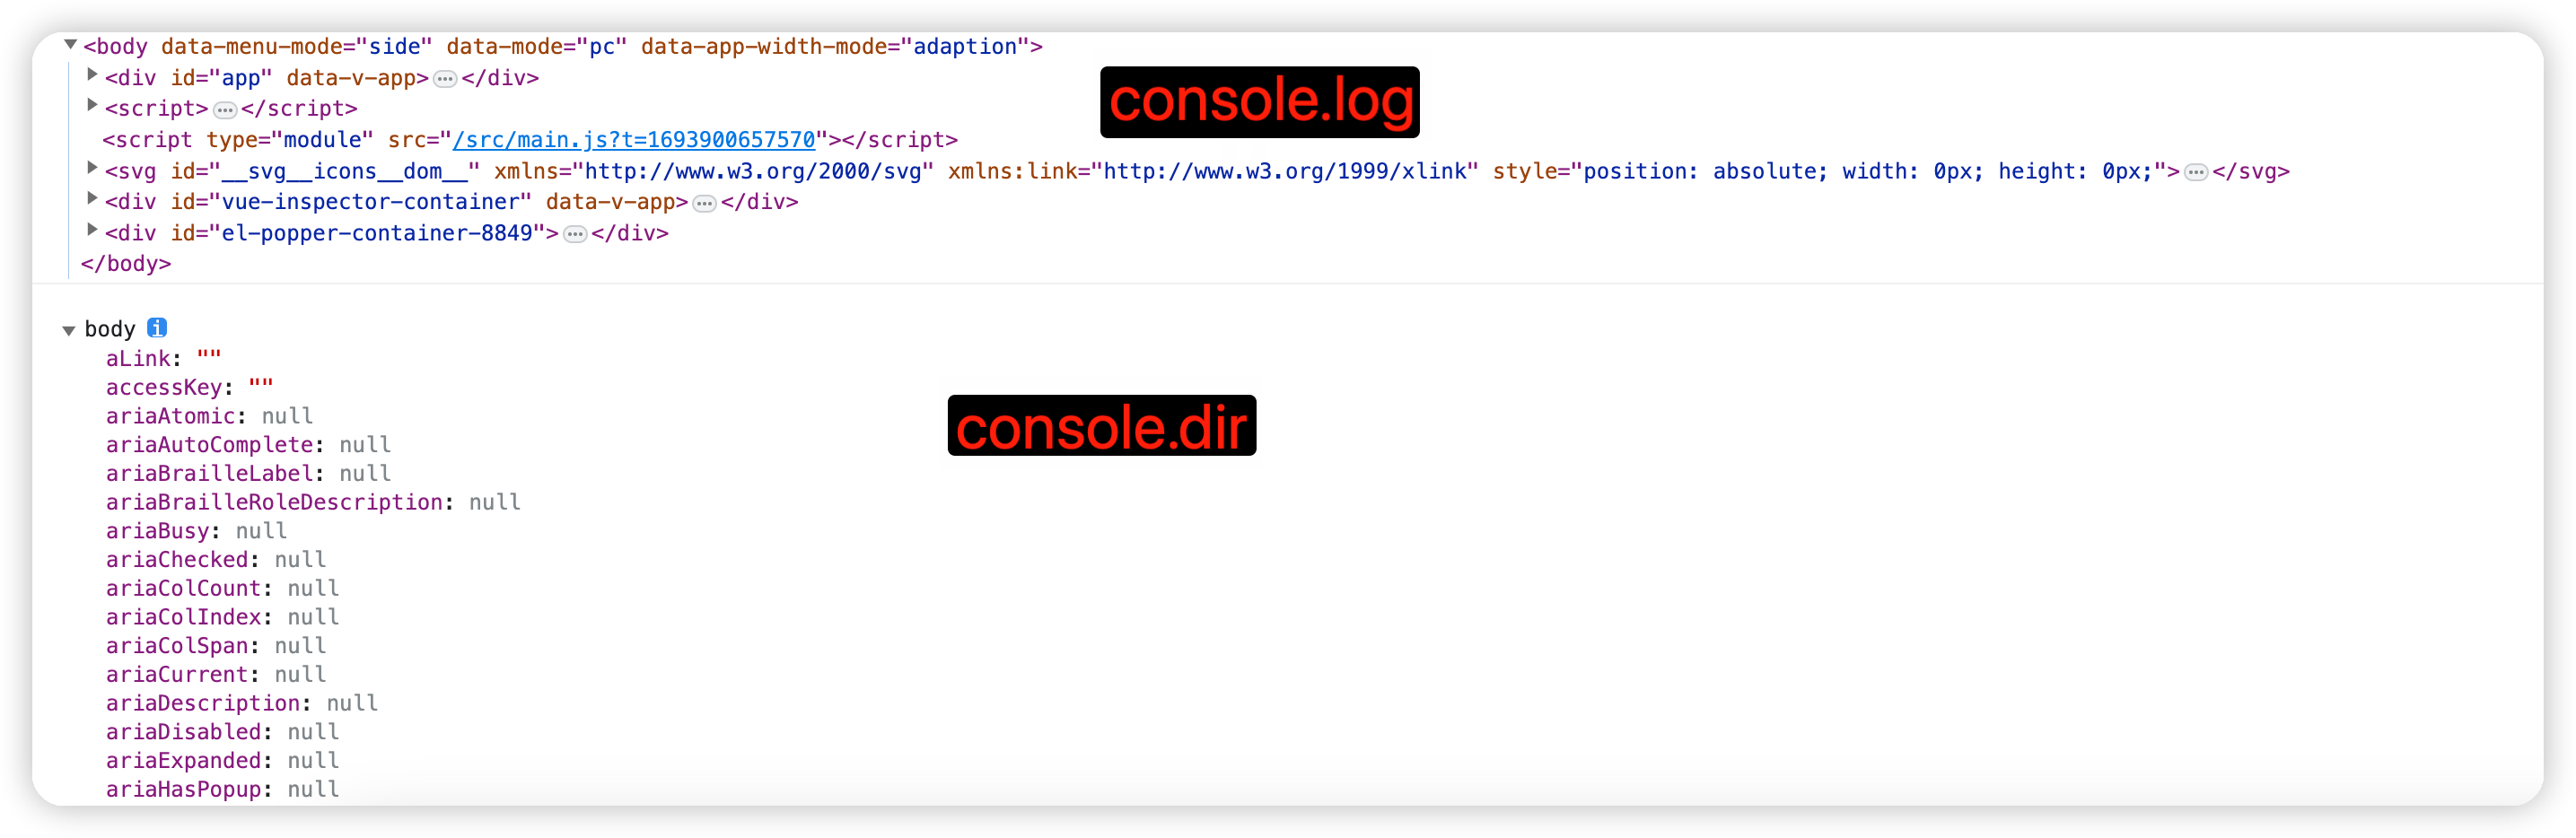 <body data-menu-mode="side" data-mode="pc" data-app-width-mode="adaption">
<div id="app" data-v-app>…</div>
console.log
<script>…</script>
<script type="module" src="/src/main.js?t=1693900657570"></script>
<svg id="__svg__icons__dom__" xmlns="http://www.w3.org/2000/svg" xmlns:link="http://www.w3.org/1999/xlink" style="position: absolute; width: 0px; height: 0px;">…</svg>
<div id="vue-inspector-container" data-v-app>…</div>
<div id="el-popper-container-8849">…</div>
</body>
body i
aLink: ""
accessKey: ""
ariaAtomic: null
console.dir
ariaAutoComplete: null
ariaBrailleLabel: null
ariaBrailleRoleDescription: null
ariaBusy: null
ariaChecked: null
ariaColCount: null
ariaColIndex: null
ariaColSpan: null
ariaCurrent: null
ariaDescription: null
ariaDisabled: null
ariaExpanded: null
ariaHasPopup: null